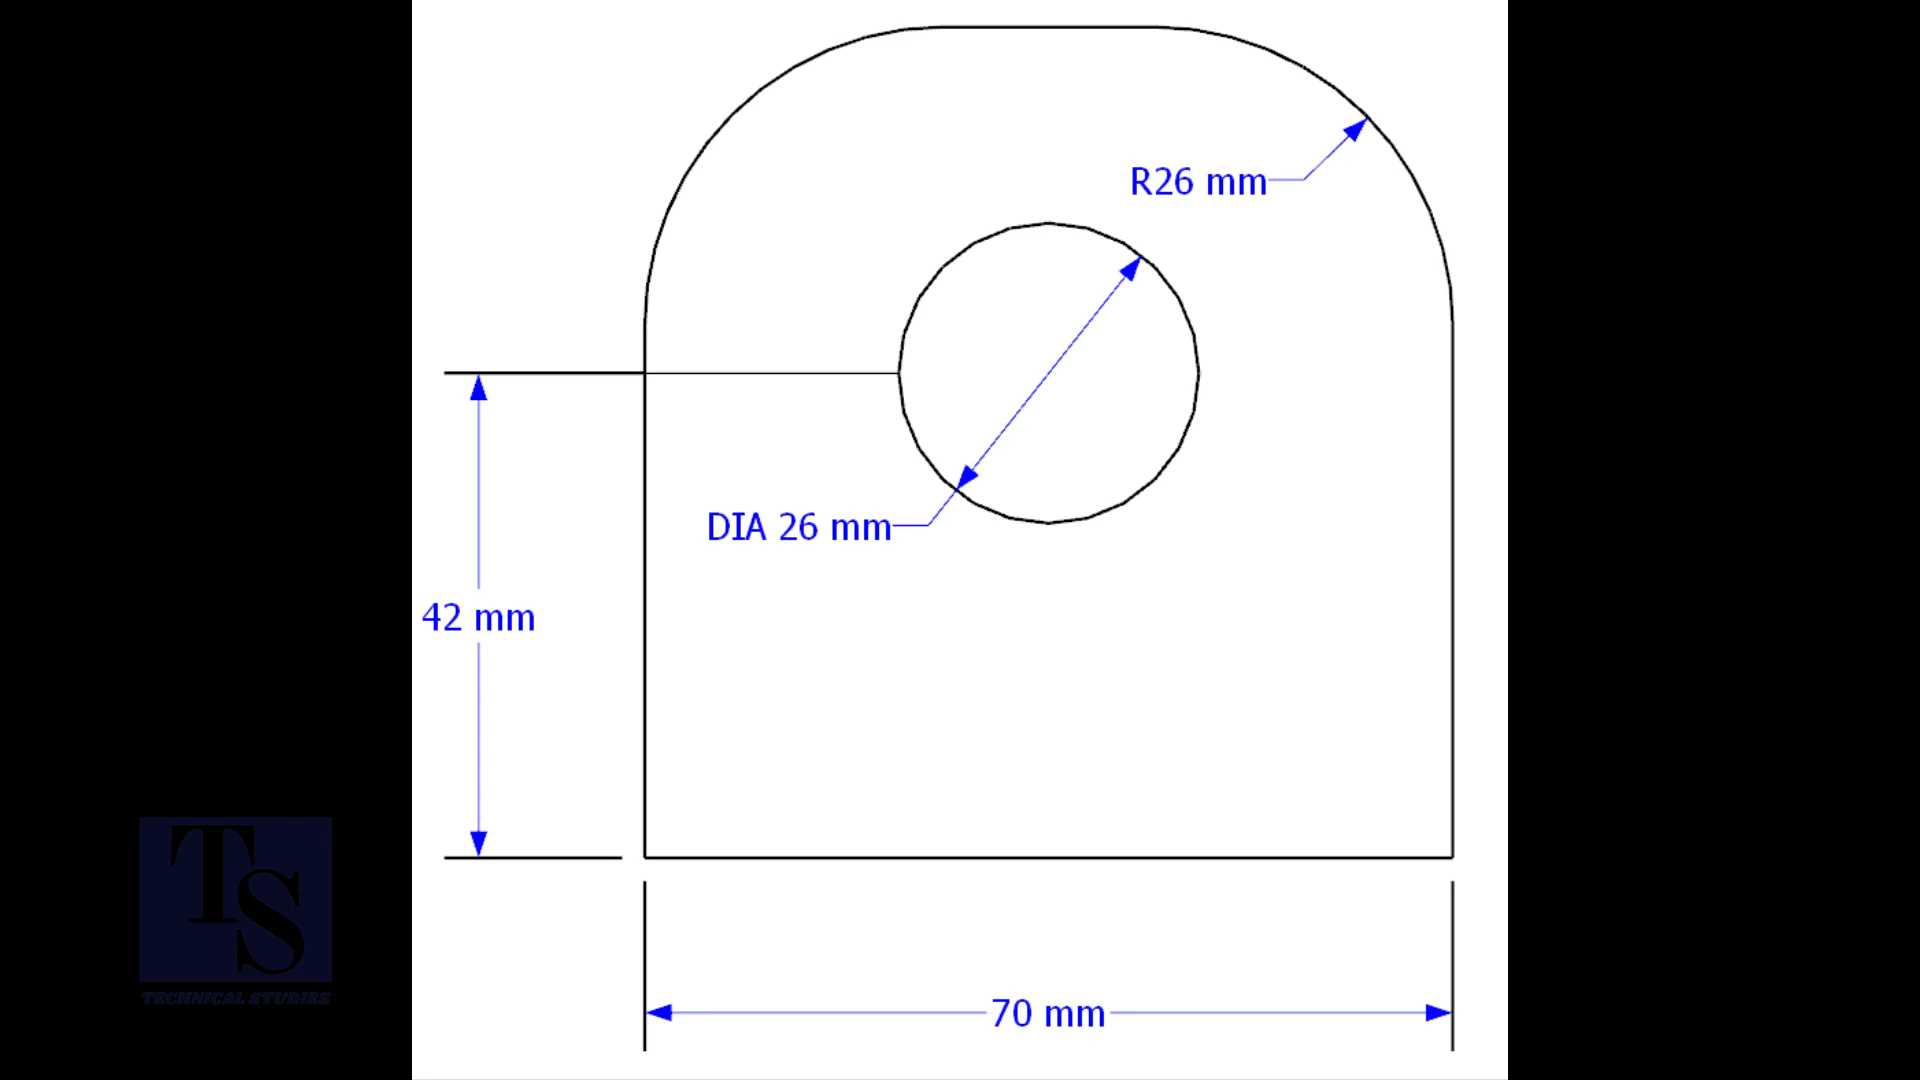 R26 mm
DIA 26 mm
42 mm
70 mm
TS
TECHNICAL STUDIES